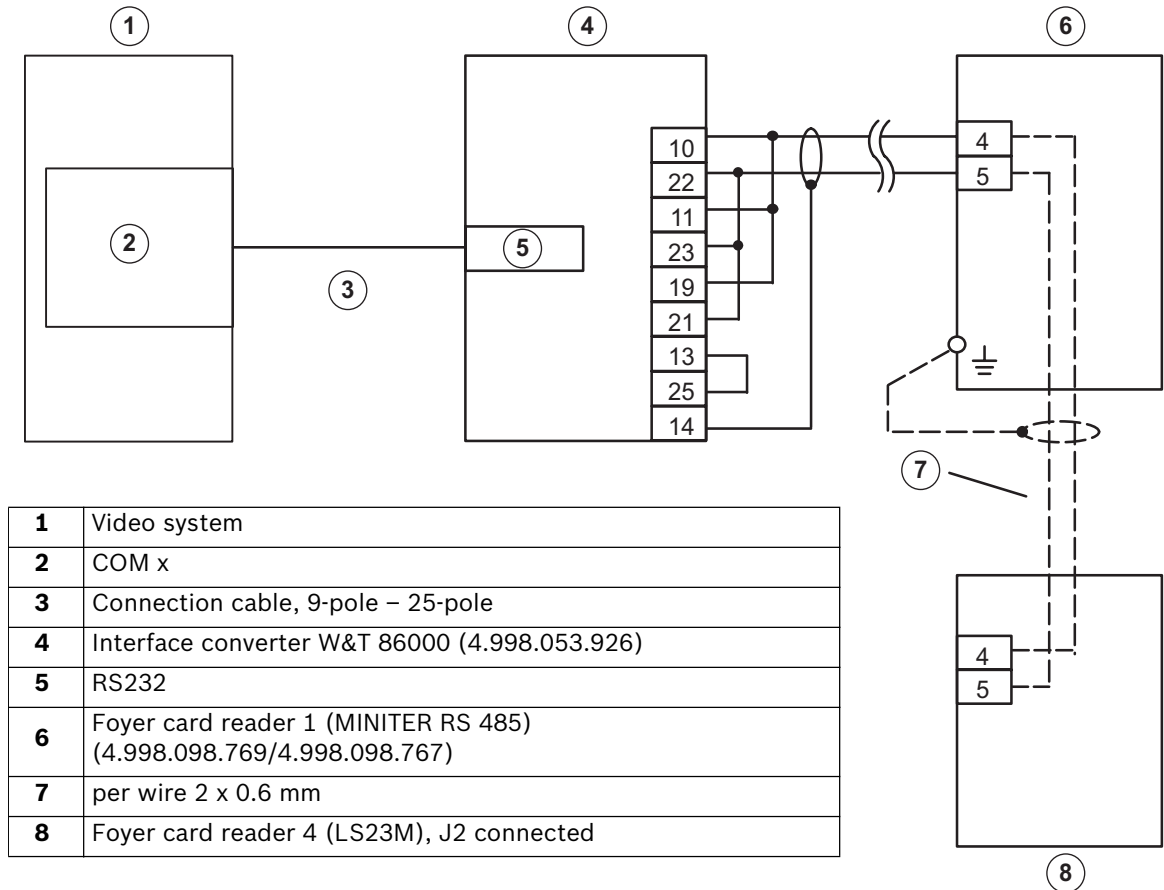 1
4
6
2
3
5
10
22
11
23
19
21
13
25
14
4
5
7
4
5
8
1 Video system
2 COM x
3 Connection cable, 9-pole – 25-pole
4 Interface converter W&T 86000 (4.998.053.926)
5 RS232
6 Foyer card reader 1 (MINITER RS 485)
(4.998.098.769/4.998.098.767)
7 per wire 2 x 0.6 mm
8 Foyer card reader 4 (LS23M), J2 connected